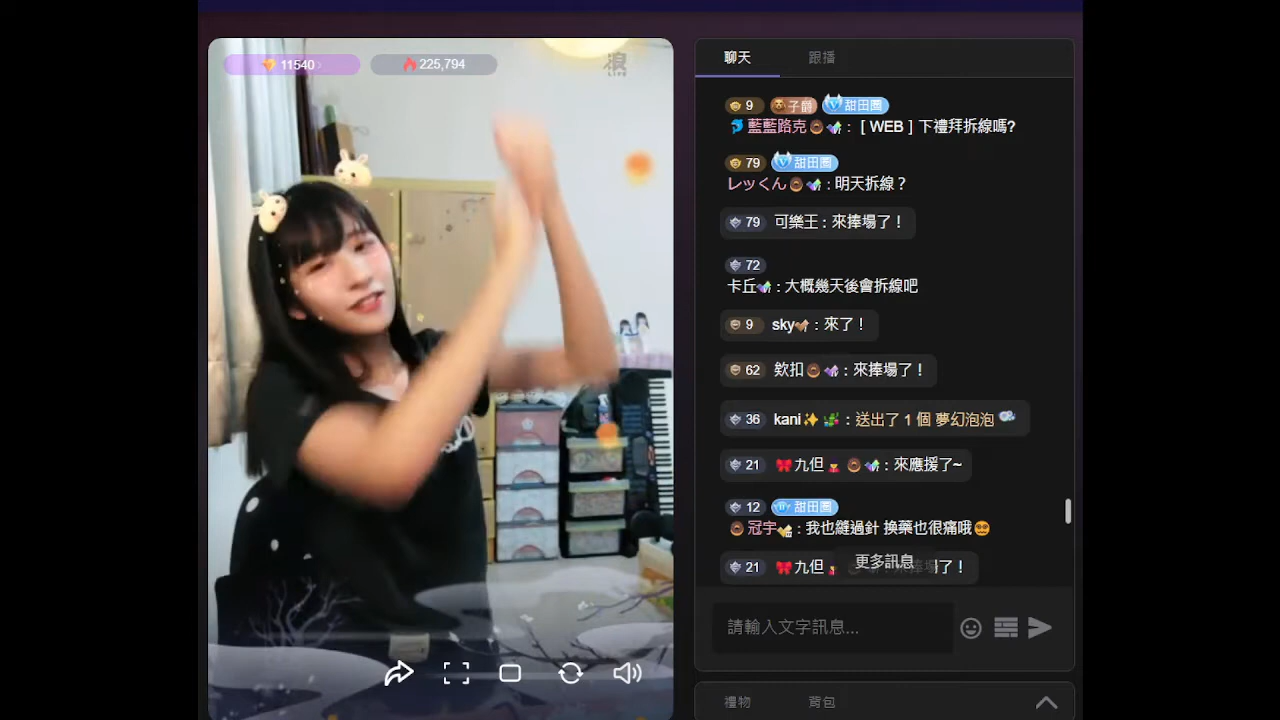 11540
225,794
浪
LIVE
聊天
跟播
9 子爵 甜田圈
藍藍路克 : [ WEB ] 下禮拜拆線嗎?
79 甜田圈
レッくん : 明天拆線？
79 可樂王 : 來捧場了！
72
卡丘 : 大概幾天後會拆線吧
9 sky : 來了！
62 欸扣 : 來捧場了！
36 kani : 送出了 1 個 夢幻泡泡
21 九但 : 來應援了~
12 甜田圈
冠宇 : 我也縫過針 換藥也很痛哦
21 九但 了！
更多訊息
請輸入文字訊息...
禮物
背包